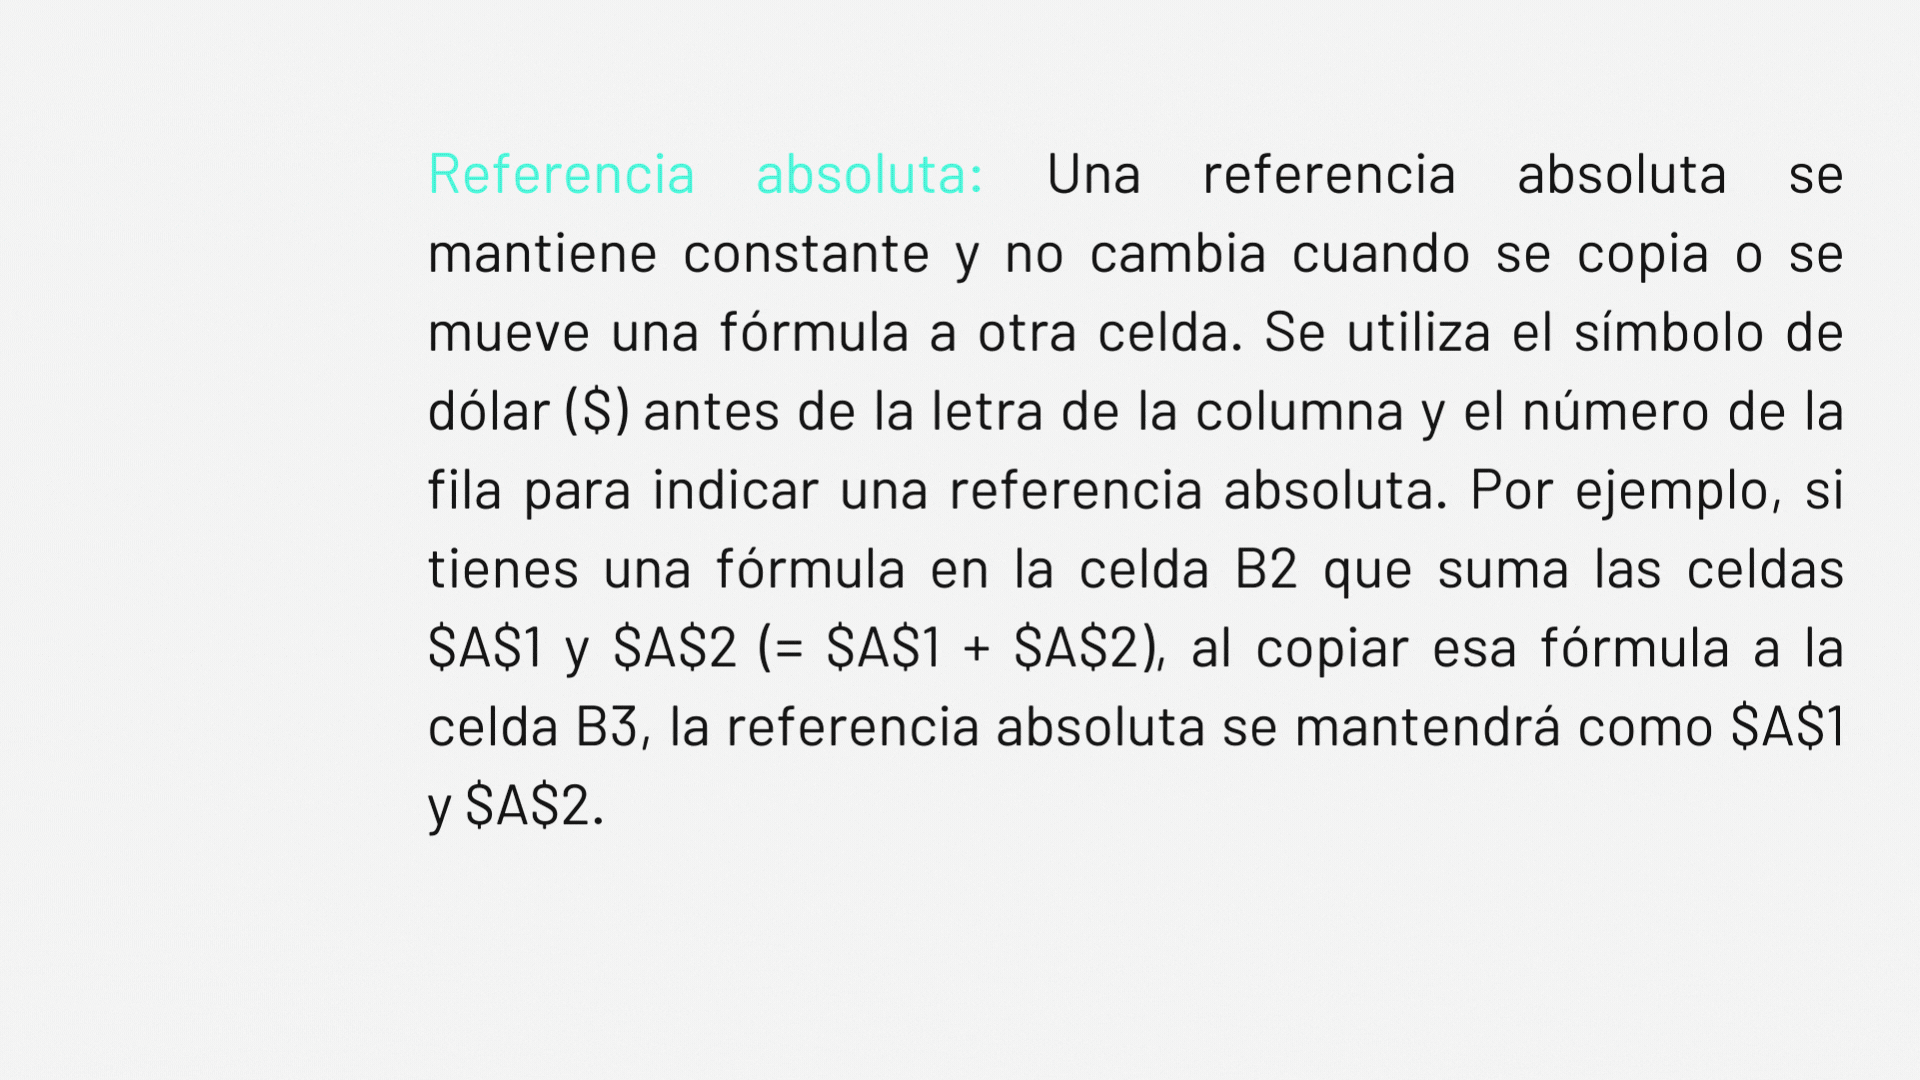 Referencia absoluta: Una referencia absoluta se
mantiene constante y no cambia cuando se copia o se
mueve una fórmula a otra celda. Se utiliza el símbolo de
dólar ($) antes de la letra de la columna y el número de la
fila para indicar una referencia absoluta. Por ejemplo, si
tienes una fórmula en la celda B2 que suma las celdas
$A$1 y $A$2 (= $A$1 + $A$2), al copiar esa fórmula a la
celda B3, la referencia absoluta se mantendrá como $A$1
y $A$2.